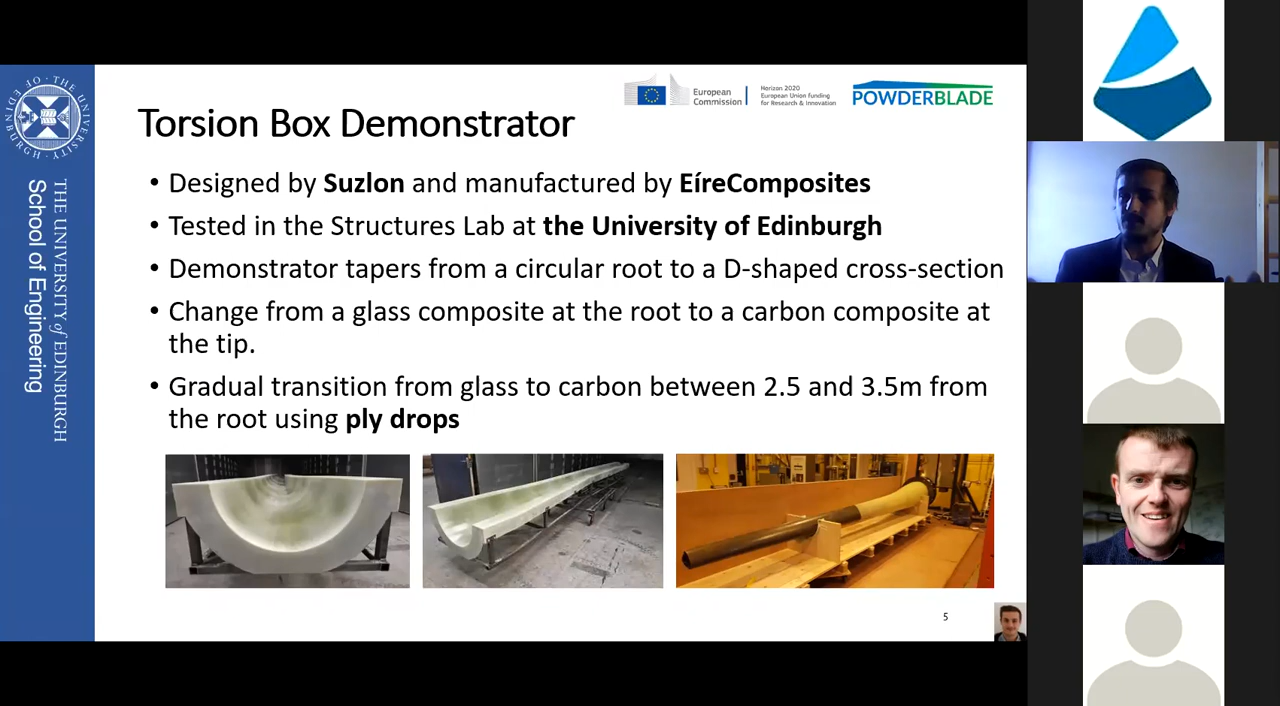 THE UNIVERSITY OF EDINBURGH
THE UNIVERSITY of EDINBURGH
School of Engineering
European
Commission
Horizon 2020
European Union funding
for Research & Innovation
POWDERBLADE
Torsion Box Demonstrator
• Designed by Suzlon and manufactured by EíreComposites
• Tested in the Structures Lab at the University of Edinburgh
• Demonstrator tapers from a circular root to a D-shaped cross-section
• Change from a glass composite at the root to a carbon composite at
the tip.
• Gradual transition from glass to carbon between 2.5 and 3.5m from
the root using ply drops
5